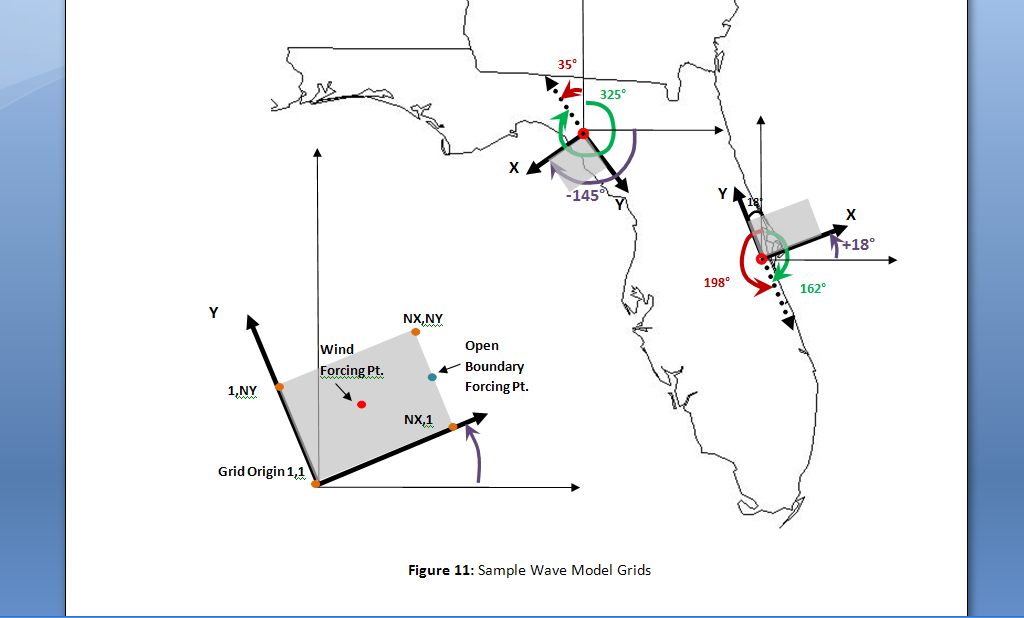 35°
325°
X
-145°
Y
Y
18°
X
+18°
198°
162°
Y
NX,NY
Wind
Forcing Pt.
Open
Boundary
Forcing Pt.
1,NY
NX,1
Grid Origin 1,1
Figure 11: Sample Wave Model Grids